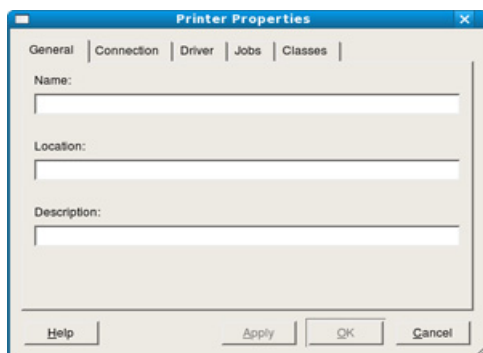 Printer Properties
General Connection Driver Jobs Classes
Name:
Location:
Description:
Help Apply OK Cancel